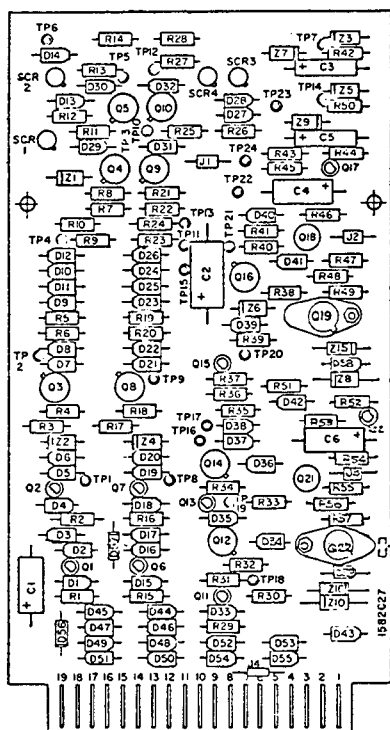 TP6 R14 R28 TP7 Z3
D14 TP5 TP12 R27 SCR3 Z7 R42
SCR 2 R13 C3
D30 D32 SCR4 TP14 Z5
D13 Q5 Q10 D28 TP23 R50
R12 D27 Z9
SCR 1 R11 TP3 TP10 R25 R26 C5
D29 D31 TP24 R43 R44
Q4 Q9 J1 R45 Q17
Z1 TP22 C4
R8 R21
R7 R22 TP13 D40 R46
R10 R24 TP21 R41 Q18 J2
TP4 R9 R23 TP11 R40
D12 D26 C2 D41 R47
D10 D24 TP15 Q16 R48
D11 D25 R38 R49
D9 D23 Z6
R5 R19 D39 Q19
R6 R20 R39
D8 D22 TP20 Z15
TP 2 D7 D21 Q15
Q3 Q8 TP9 R37 Z8
R36 R51
R4 R18 R35 D42 R52
R3 R17 TP17 D38 R53
Z2 Z4 TP16 D37 C6
D6 D20 Q14 D36 R54
D5 TP1 D19 TP8 Q21
Q2 Q7 R34 R55
D4 D18 Q13 R33 R56
R2 R16 D35 R57
D3 D17
D2 D16 Q12 D34
Q1 Q6 R32
D1 D15 R31 TP18
C1 R1 R15 Q11 R30 Z10
D45 D44 D33
D56 D47 D46 R29 D43
D49 D48 D52 D53
D51 D50 D54 J4 D55
1582C27
19 18 17 16 15 14 13 12 11 10 9 8 5 4 3 2 1